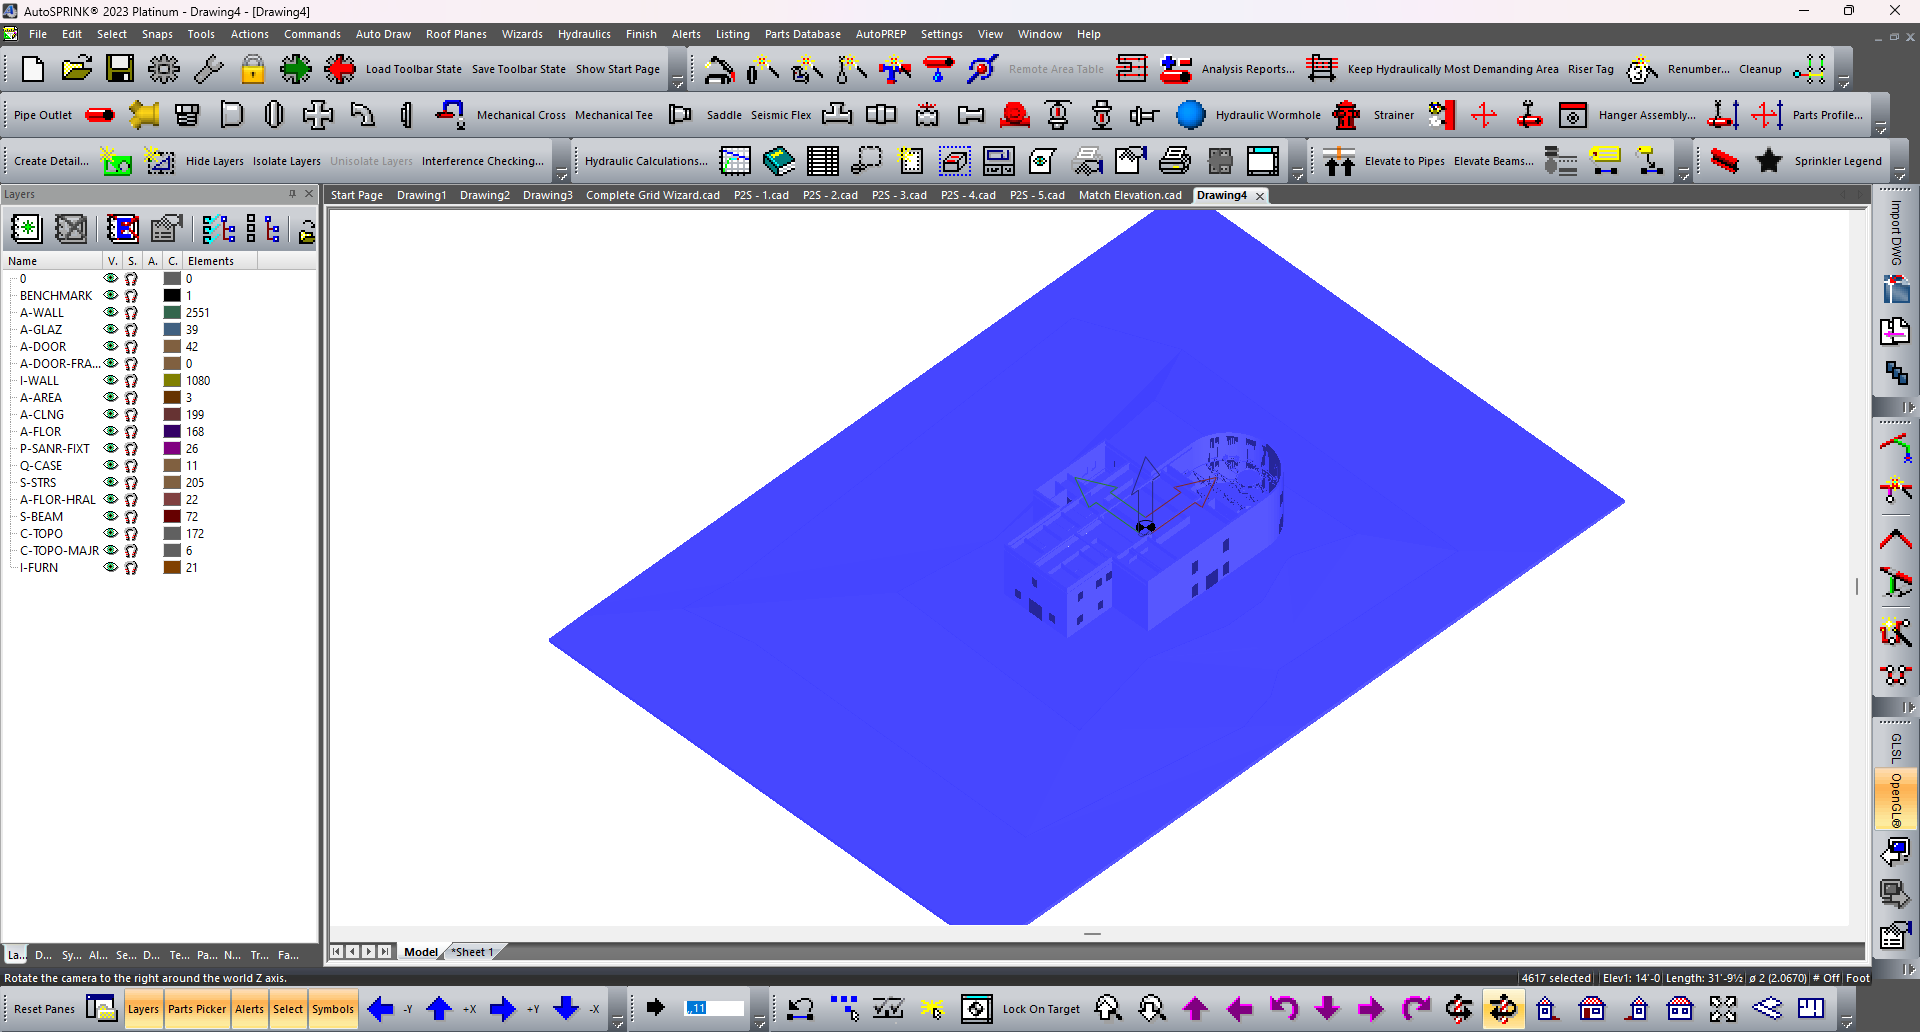 AutoSPRINK® 2023 Platinum - Drawing4 - [Drawing4]
File Edit Select Snaps Tools Actions Commands Auto Draw Roof Planes Wizards Hydraulics Finish Alerts Listing Parts Database AutoPREP Settings View Window Help
Load Toolbar State Save Toolbar State Show Start Page Remote Area Table Analysis Reports... Keep Hydraulically Most Demanding Area Riser Tag Renumber... Cleanup
Pipe Outlet Mechanical Cross Mechanical Tee Saddle Seismic Flex Hydraulic Wormhole Strainer Hanger Assembly... Parts Profile...
Create Detail... Hide Layers Isolate Layers Unisolate Layers Interference Checking... Hydraulic Calculations... Elevate to Pipes Elevate Beams... Sprinkler Legend
Layers
Start Page Drawing1 Drawing2 Drawing3 Complete Grid Wizard.cad P2S - 1.cad P2S - 2.cad P2S - 3.cad P2S - 4.cad P2S - 5.cad Match Elevation.cad Drawing4
Name V. S. A. C. Elements
0 0
BENCHMARK 1
A-WALL 2551
A-GLAZ 39
A-DOOR 42
A-DOOR-FRA... 0
I-WALL 1080
A-AREA 3
A-CLNG 199
A-FLOR 168
P-SANR-FIXT 26
Q-CASE 11
S-STRS 205
A-FLOR-HRAL 22
S-BEAM 72
C-TOPO 172
C-TOPO-MAJR 6
I-FURN 21
Import DWG
GLSL
OpenGL®
La... D... Sy... Al... Se... D... Te... Pa... N... Tr... Fa...
Model *Sheet 1
Rotate the camera to the right around the world Z axis.
4617 selected Elev1: 14'-0 Length: 31'-9½ ø 2 (2.0670) # Off Foot
Reset Panes Layers Parts Picker Alerts Select Symbols -Y +X +Y -X ,,11 Lock On Target